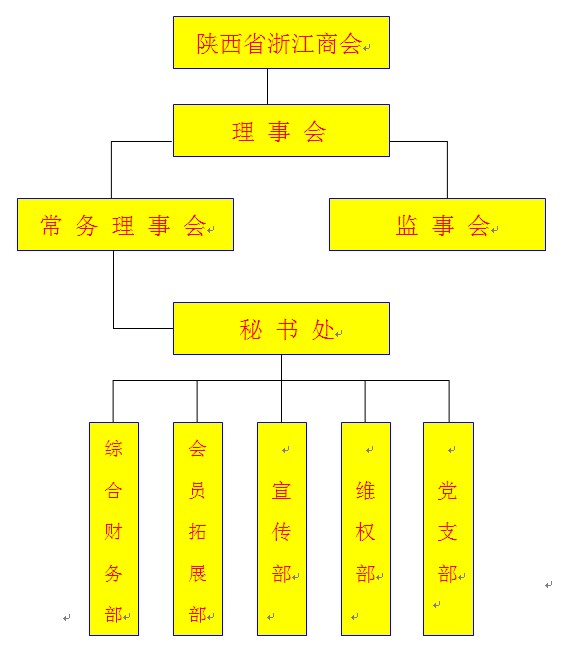 陕西省浙江商会
理事会
常务理事会
监事会
秘书处
综合财务部
会员拓展部
宣传部
维权部
党支部